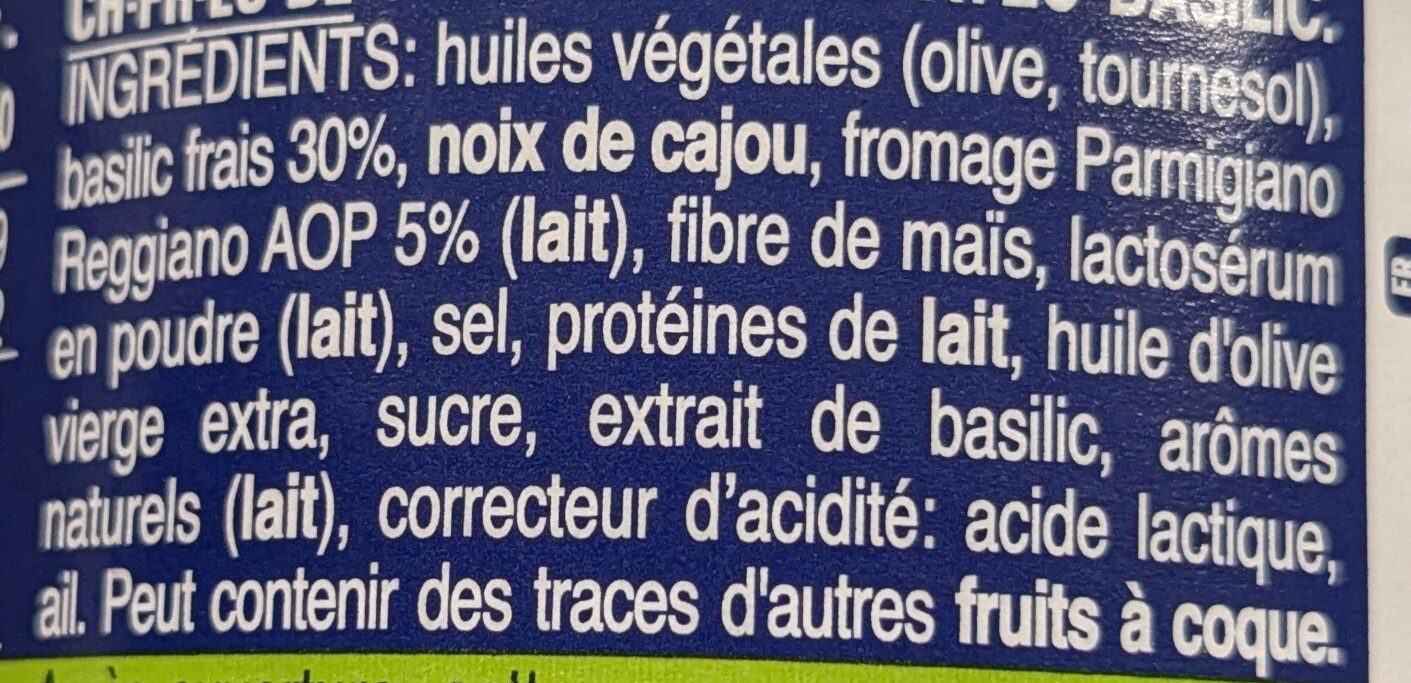 BASILIC.
INGRÉDIENTS: huiles végétales (olive, tournesol),
basilic frais 30%, noix de cajou, fromage Parmigiano
Reggiano AOP 5% (lait), fibre de maïs, lactosérum
en poudre (lait), sel, protéines de lait, huile d'olive
vierge extra, sucre, extrait de basilic, arômes
naturels (lait), correcteur d’acidité: acide lactique,
ail. Peut contenir des traces d'autres fruits à coque.
FR